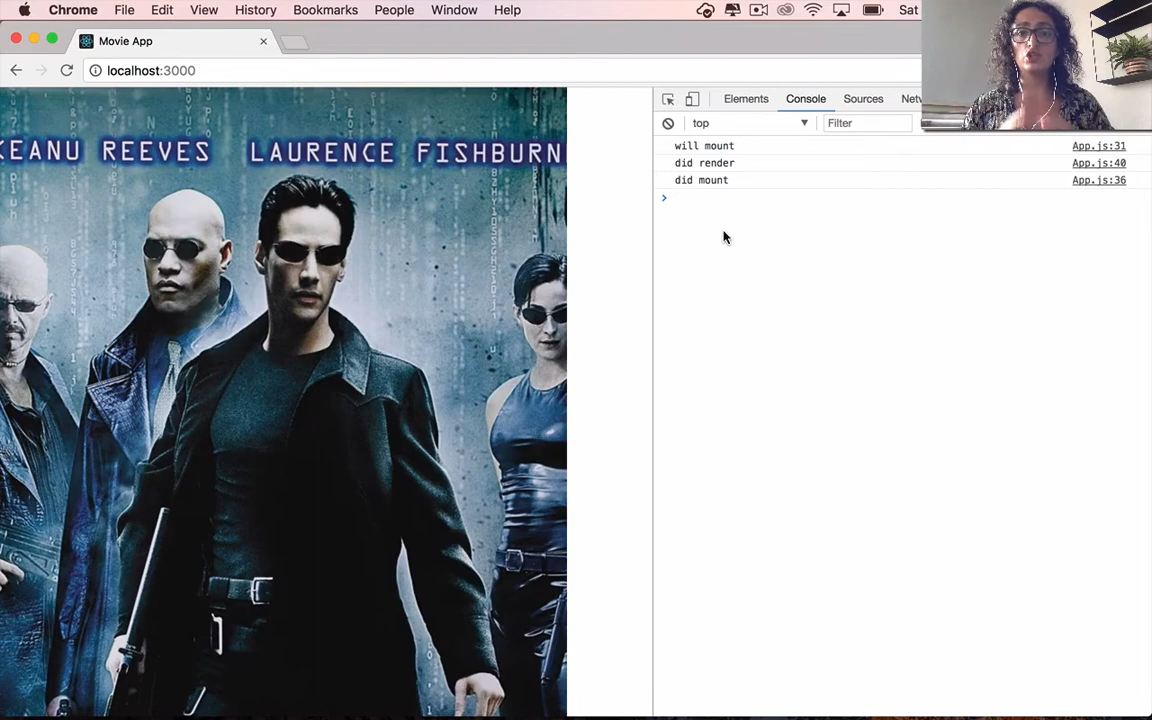 Chrome File Edit View History Bookmarks People Window Help Sat
Movie App
localhost:3000
KEANU REEVES LAURENCE FISHBURN
Elements Console Sources Netw
top Filter
will mount App.js:31
did render App.js:40
did mount App.js:36